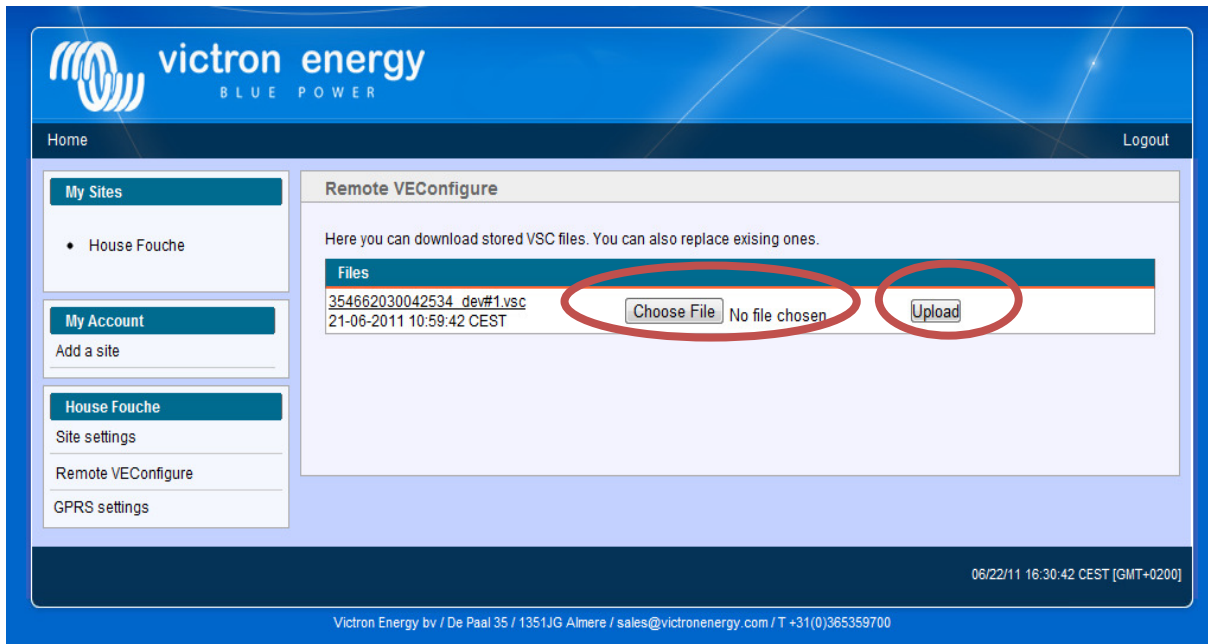 victron energy
BLUE POWER
Home
Logout
My Sites
• House Fouche
My Account
Add a site
House Fouche
Site settings
Remote VEConfigure
GPRS settings
Remote VEConfigure
Here you can download stored VSC files. You can also replace exising ones.
Files
354662030042534_dev#1.vsc
21-06-2011 10:59:42 CEST
Choose File No file chosen
Upload
06/22/11 16:30:42 CEST [GMT+0200]
Victron Energy bv / De Paal 35 / 1351JG Almere / sales@victronenergy.com / T +31(0)365359700